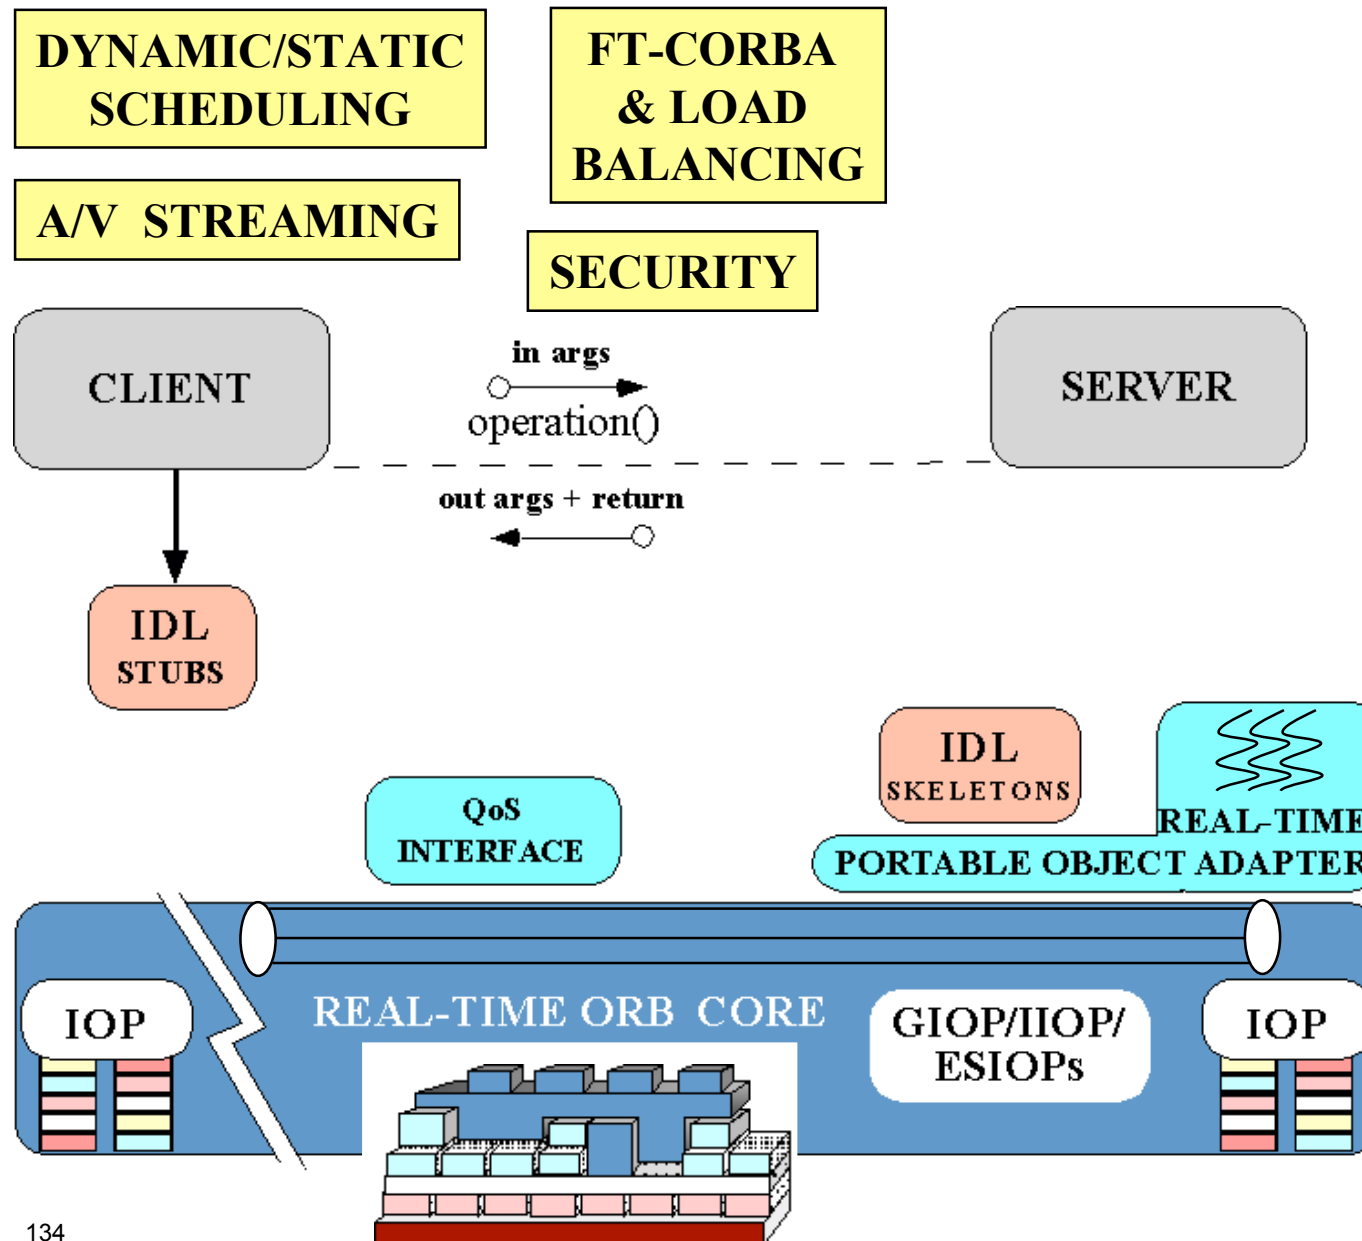 DYNAMIC/STATIC
SCHEDULING
FT-CORBA
& LOAD
BALANCING
A/V STREAMING
SECURITY
CLIENT
in args
operation()
SERVER
out args + return
IDL
STUBS
IDL
SKELETONS
QoS
INTERFACE
REAL-TIME
PORTABLE OBJECT ADAPTER
IOP
REAL-TIME ORB CORE
GIOP/IIOP/
ESIOPs
IOP
134